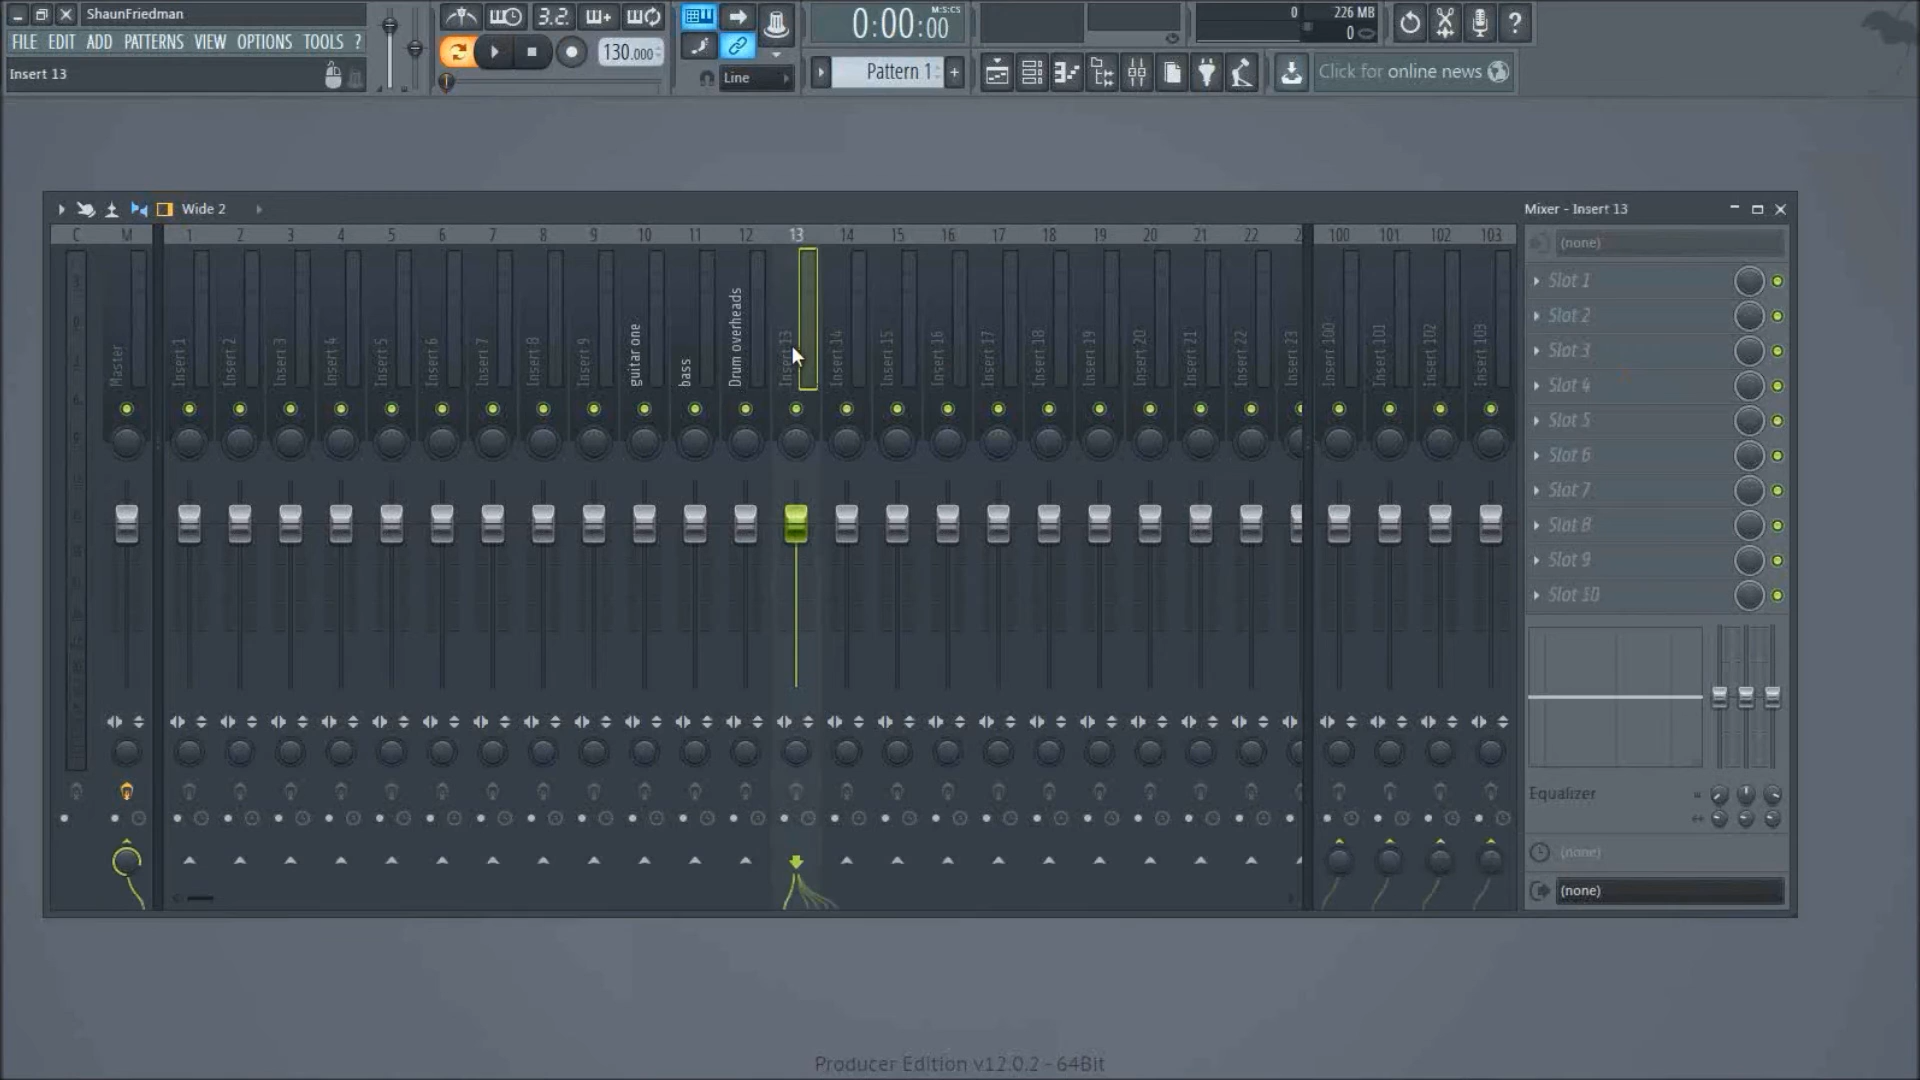 ShaunFriedman
FILE EDIT ADD PATTERNS VIEW OPTIONS TOOLS ?
Insert 13
3.2.
130.000
Line
0:00:00
M:S:CS
Pattern 1
0
226 MB
0
?
Click for online news
Wide 2
Mixer - Insert 13
C M 1 2 3 4 5 6 7 8 9 10 11 12 13 14 15 16 17 18 19 20 21 22 100 101 102 103
Master
Insert 1
Insert 2
Insert 3
Insert 4
Insert 5
Insert 6
Insert 7
Insert 8
Insert 9
guitar one
bass
Drum overheads
Insert 13
Insert 14
Insert 15
Insert 16
Insert 17
Insert 18
Insert 19
Insert 20
Insert 21
Insert 22
Insert 23
Insert 100
Insert 101
Insert 102
Insert 103
(none)
Slot 1
Slot 2
Slot 3
Slot 4
Slot 5
Slot 6
Slot 7
Slot 8
Slot 9
Slot 10
Equalizer
(none)
(none)
Producer Edition v12.0.2 - 64Bit